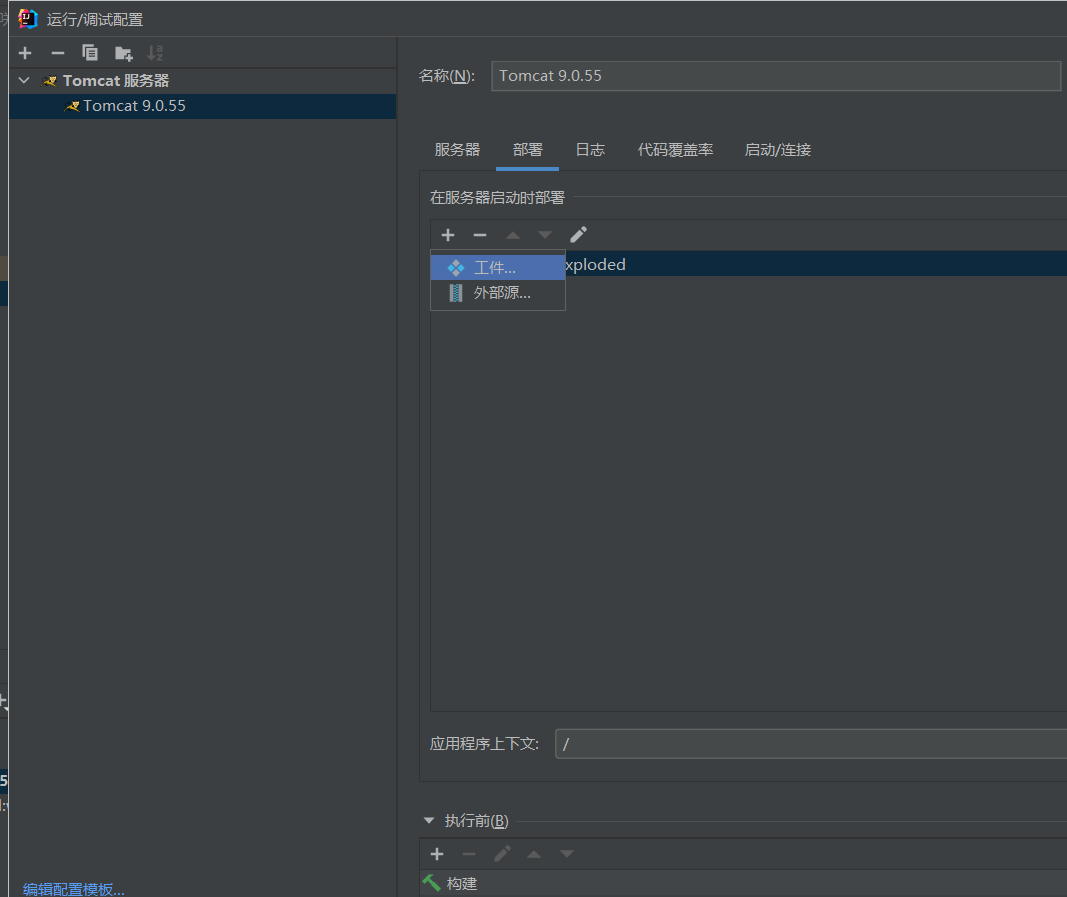 运行/调试配置
Tomcat 服务器
Tomcat 9.0.55
名称(N):
Tomcat 9.0.55
服务器 部署 日志 代码覆盖率 启动/连接
在服务器启动时部署
工件...
xploded
外部源...
应用程序上下文:
/
执行前(B)
构建
编辑配置模板...